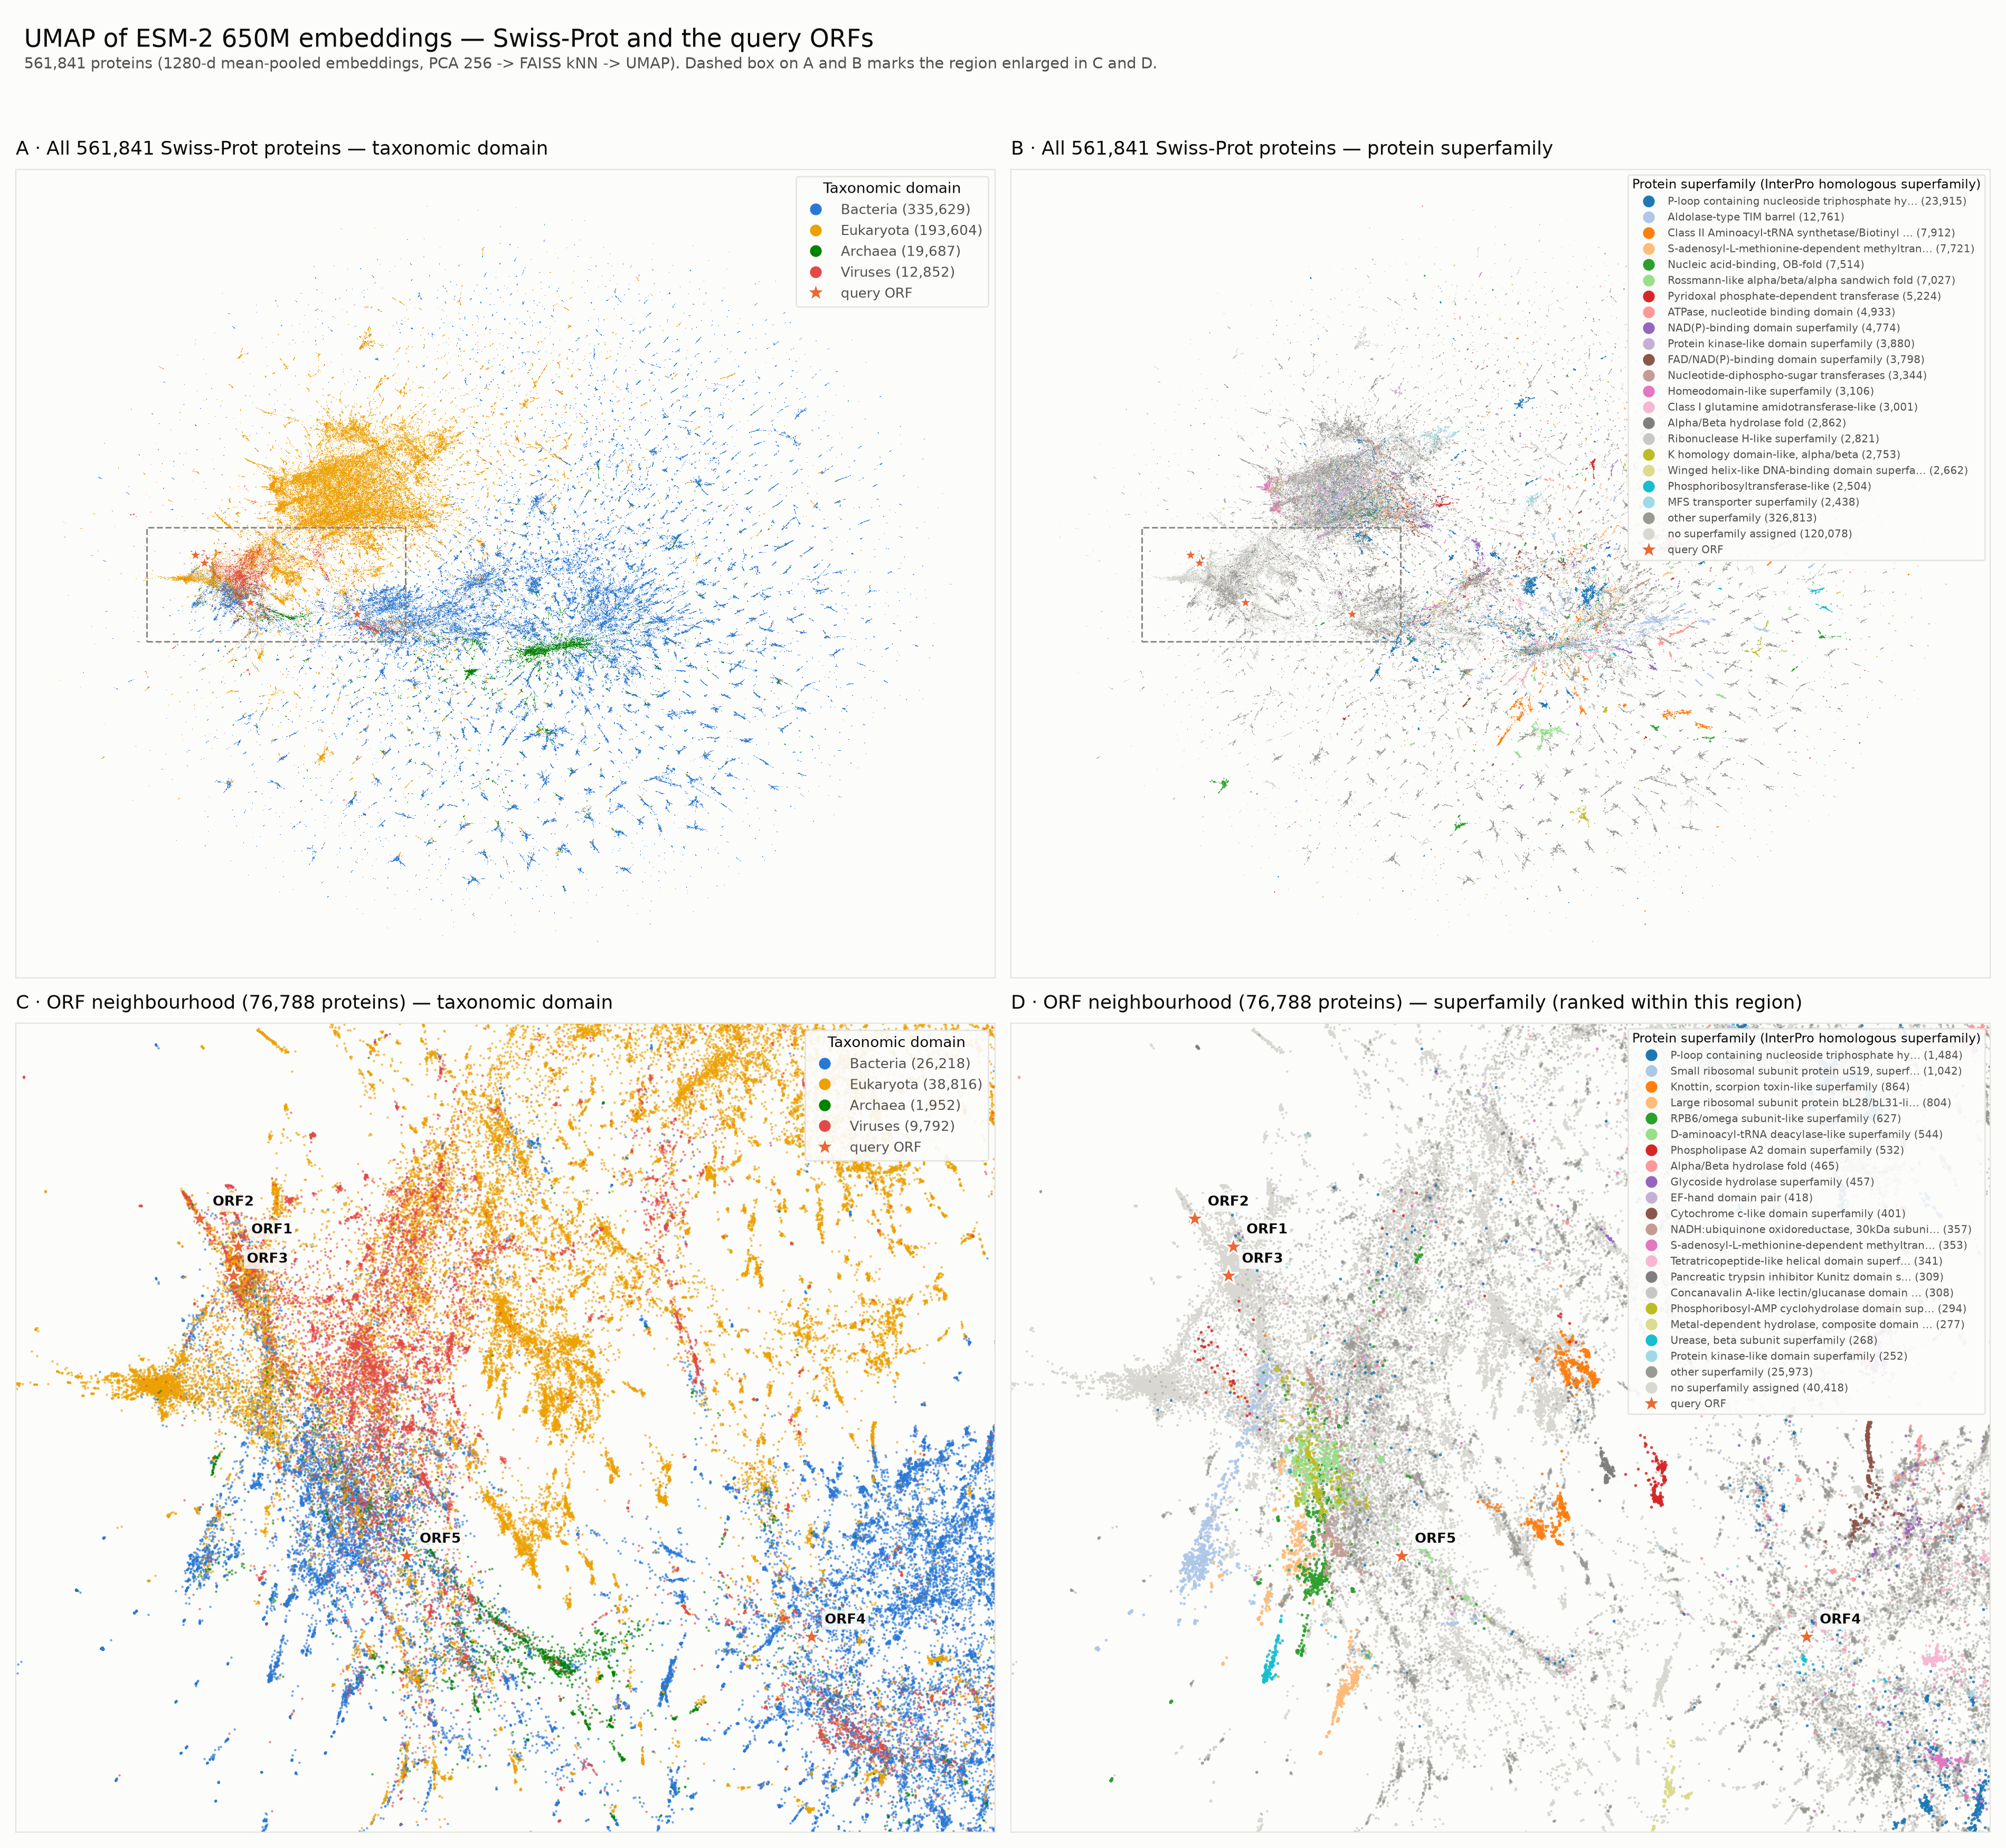 UMAP of ESM-2 650M embeddings — Swiss-Prot and the query ORFs
561,841 proteins (1280-d mean-pooled embeddings, PCA 256 -> FAISS kNN -> UMAP). Dashed box on A and B marks the region enlarged in C and D.
A · All 561,841 Swiss-Prot proteins — taxonomic domain
Taxonomic domain
Bacteria (335,629)
Eukaryota (193,604)
Archaea (19,687)
Viruses (12,852)
query ORF
B · All 561,841 Swiss-Prot proteins — protein superfamily
Protein superfamily (InterPro homologous superfamily)
P-loop containing nucleoside triphosphate hy... (23,915)
Aldolase-type TIM barrel (12,761)
Class II Aminoacyl-tRNA synthetase/Biotinyl ... (7,912)
S-adenosyl-L-methionine-dependent methyltran... (7,721)
Nucleic acid-binding, OB-fold (7,514)
Rossmann-like alpha/beta/alpha sandwich fold (7,027)
Pyridoxal phosphate-dependent transferase (5,224)
ATPase, nucleotide binding domain (4,933)
NAD(P)-binding domain superfamily (4,774)
Protein kinase-like domain superfamily (3,880)
FAD/NAD(P)-binding domain superfamily (3,798)
Nucleotide-diphospho-sugar transferases (3,344)
Homeodomain-like superfamily (3,106)
Class I glutamine amidotransferase-like (3,001)
Alpha/Beta hydrolase fold (2,862)
Ribonuclease H-like superfamily (2,821)
K homology domain-like, alpha/beta (2,753)
Winged helix-like DNA-binding domain superfa... (2,662)
Phosphoribosyltransferase-like (2,504)
MFS transporter superfamily (2,438)
other superfamily (326,813)
no superfamily assigned (120,078)
query ORF
C · ORF neighbourhood (76,788 proteins) — taxonomic domain
Taxonomic domain
Bacteria (26,218)
Eukaryota (38,816)
Archaea (1,952)
Viruses (9,792)
query ORF
ORF2
ORF1
ORF3
ORF5
ORF4
D · ORF neighbourhood (76,788 proteins) — superfamily (ranked within this region)
Protein superfamily (InterPro homologous superfamily)
P-loop containing nucleoside triphosphate hy... (1,484)
Small ribosomal subunit protein uS19, superf... (1,042)
Knottin, scorpion toxin-like superfamily (864)
Large ribosomal subunit protein bL28/bL31-li... (804)
RPB6/omega subunit-like superfamily (627)
D-aminoacyl-tRNA deacylase-like superfamily (544)
Phospholipase A2 domain superfamily (532)
Alpha/Beta hydrolase fold (465)
Glycoside hydrolase superfamily (457)
EF-hand domain pair (418)
Cytochrome c-like domain superfamily (401)
NADH:ubiquinone oxidoreductase, 30kDa subuni... (357)
S-adenosyl-L-methionine-dependent methyltran... (353)
Tetratricopeptide-like helical domain superf... (341)
Pancreatic trypsin inhibitor Kunitz domain s... (309)
Concanavalin A-like lectin/glucanase domain ... (308)
Phosphoribosyl-AMP cyclohydrolase domain sup... (294)
Metal-dependent hydrolase, composite domain ... (277)
Urease, beta subunit superfamily (268)
Protein kinase-like domain superfamily (252)
other superfamily (25,973)
no superfamily assigned (40,418)
query ORF
ORF2
ORF1
ORF3
ORF5
ORF4